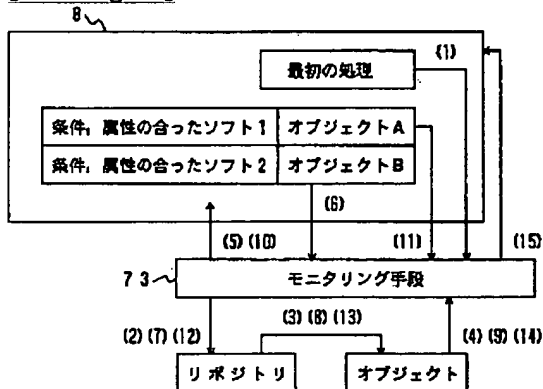 8
(1)
最初の処理
条件，属性の合ったソフト1 オブジェクトA
条件，属性の合ったソフト2 オブジェクトB
(6)
(5) (10) (11) (15)
73 モニタリング手段
(2) (7) (12) (3) (8) (13) (4) (9) (14)
リポジトリ オブジェクト